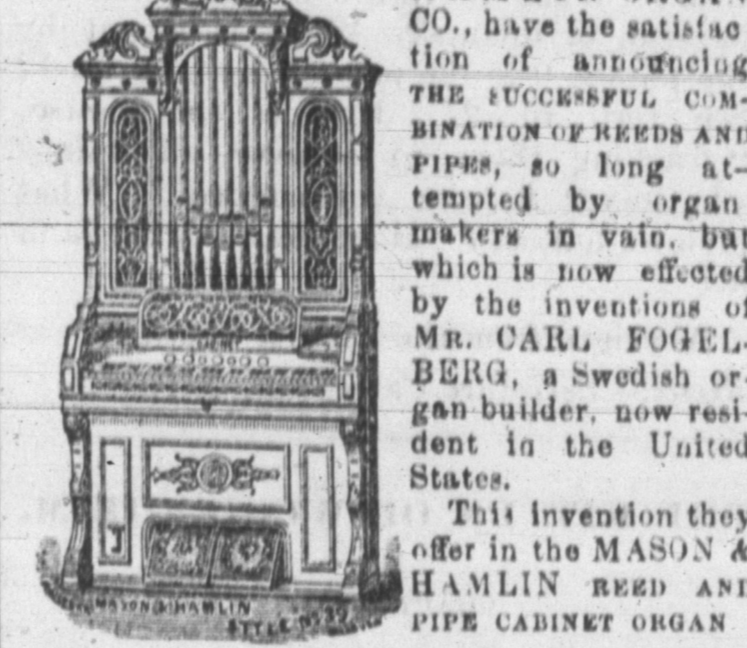 CO., have the satisfac
tion of announcing
THE SUCCESSFUL COM-
BINATION OF REEDS AND
PIPES, so long at-
tempted by organ
makers in vain, but
which is now effected
by the inventions of
MR. CARL FOGEL-
BERG, a Swedish or-
gan builder, now resi-
dent in the United
States.
This invention they
offer in the MASON &
HAMLIN REED AND
PIPE CABINET ORGAN
MASON & HAMLIN
STYLE No